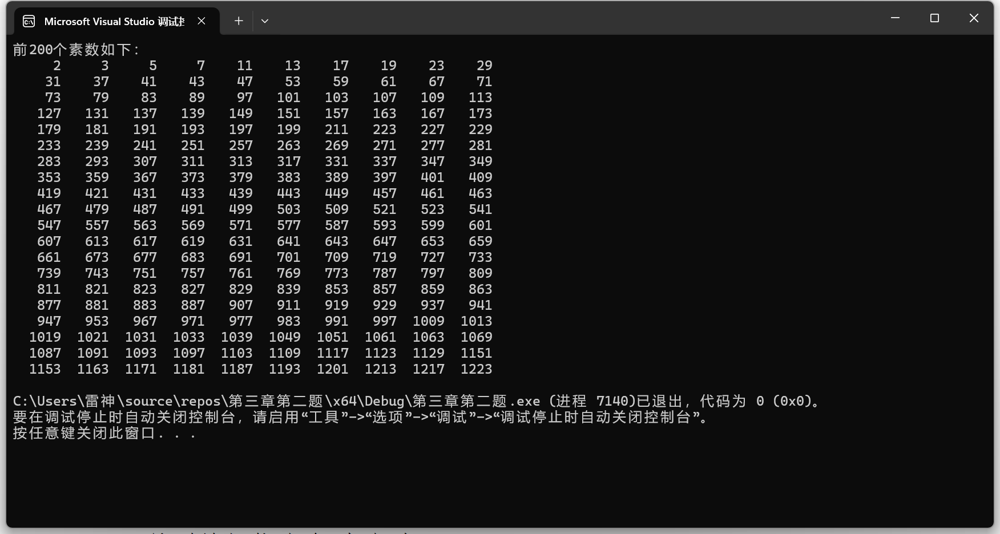 Microsoft Visual Studio 调试
前200个素数如下:
2 3 5 7 11 13 17 19 23 29
31 37 41 43 47 53 59 61 67 71
73 79 83 89 97 101 103 107 109 113
127 131 137 139 149 151 157 163 167 173
179 181 191 193 197 199 211 223 227 229
233 239 241 251 257 263 269 271 277 281
283 293 307 311 313 317 331 337 347 349
353 359 367 373 379 383 389 397 401 409
419 421 431 433 439 443 449 457 461 463
467 479 487 491 499 503 509 521 523 541
547 557 563 569 571 577 587 593 599 601
607 613 617 619 631 641 643 647 653 659
661 673 677 683 691 701 709 719 727 733
739 743 751 757 761 769 773 787 797 809
811 821 823 827 829 839 853 857 859 863
877 881 883 887 907 911 919 929 937 941
947 953 967 971 977 983 991 997 1009 1013
1019 1021 1031 1033 1039 1049 1051 1061 1063 1069
1087 1091 1093 1097 1103 1109 1117 1123 1129 1151
1153 1163 1171 1181 1187 1193 1201 1213 1217 1223
C:\Users\雷神\source\repos\第三章第二题\x64\Debug\第三章第二题.exe (进程 7140)已退出，代码为 0 (0x0)。
要在调试停止时自动关闭控制台，请启用“工具”->“选项”->“调试”->“调试停止时自动关闭控制台”。
按任意键关闭此窗口. . .